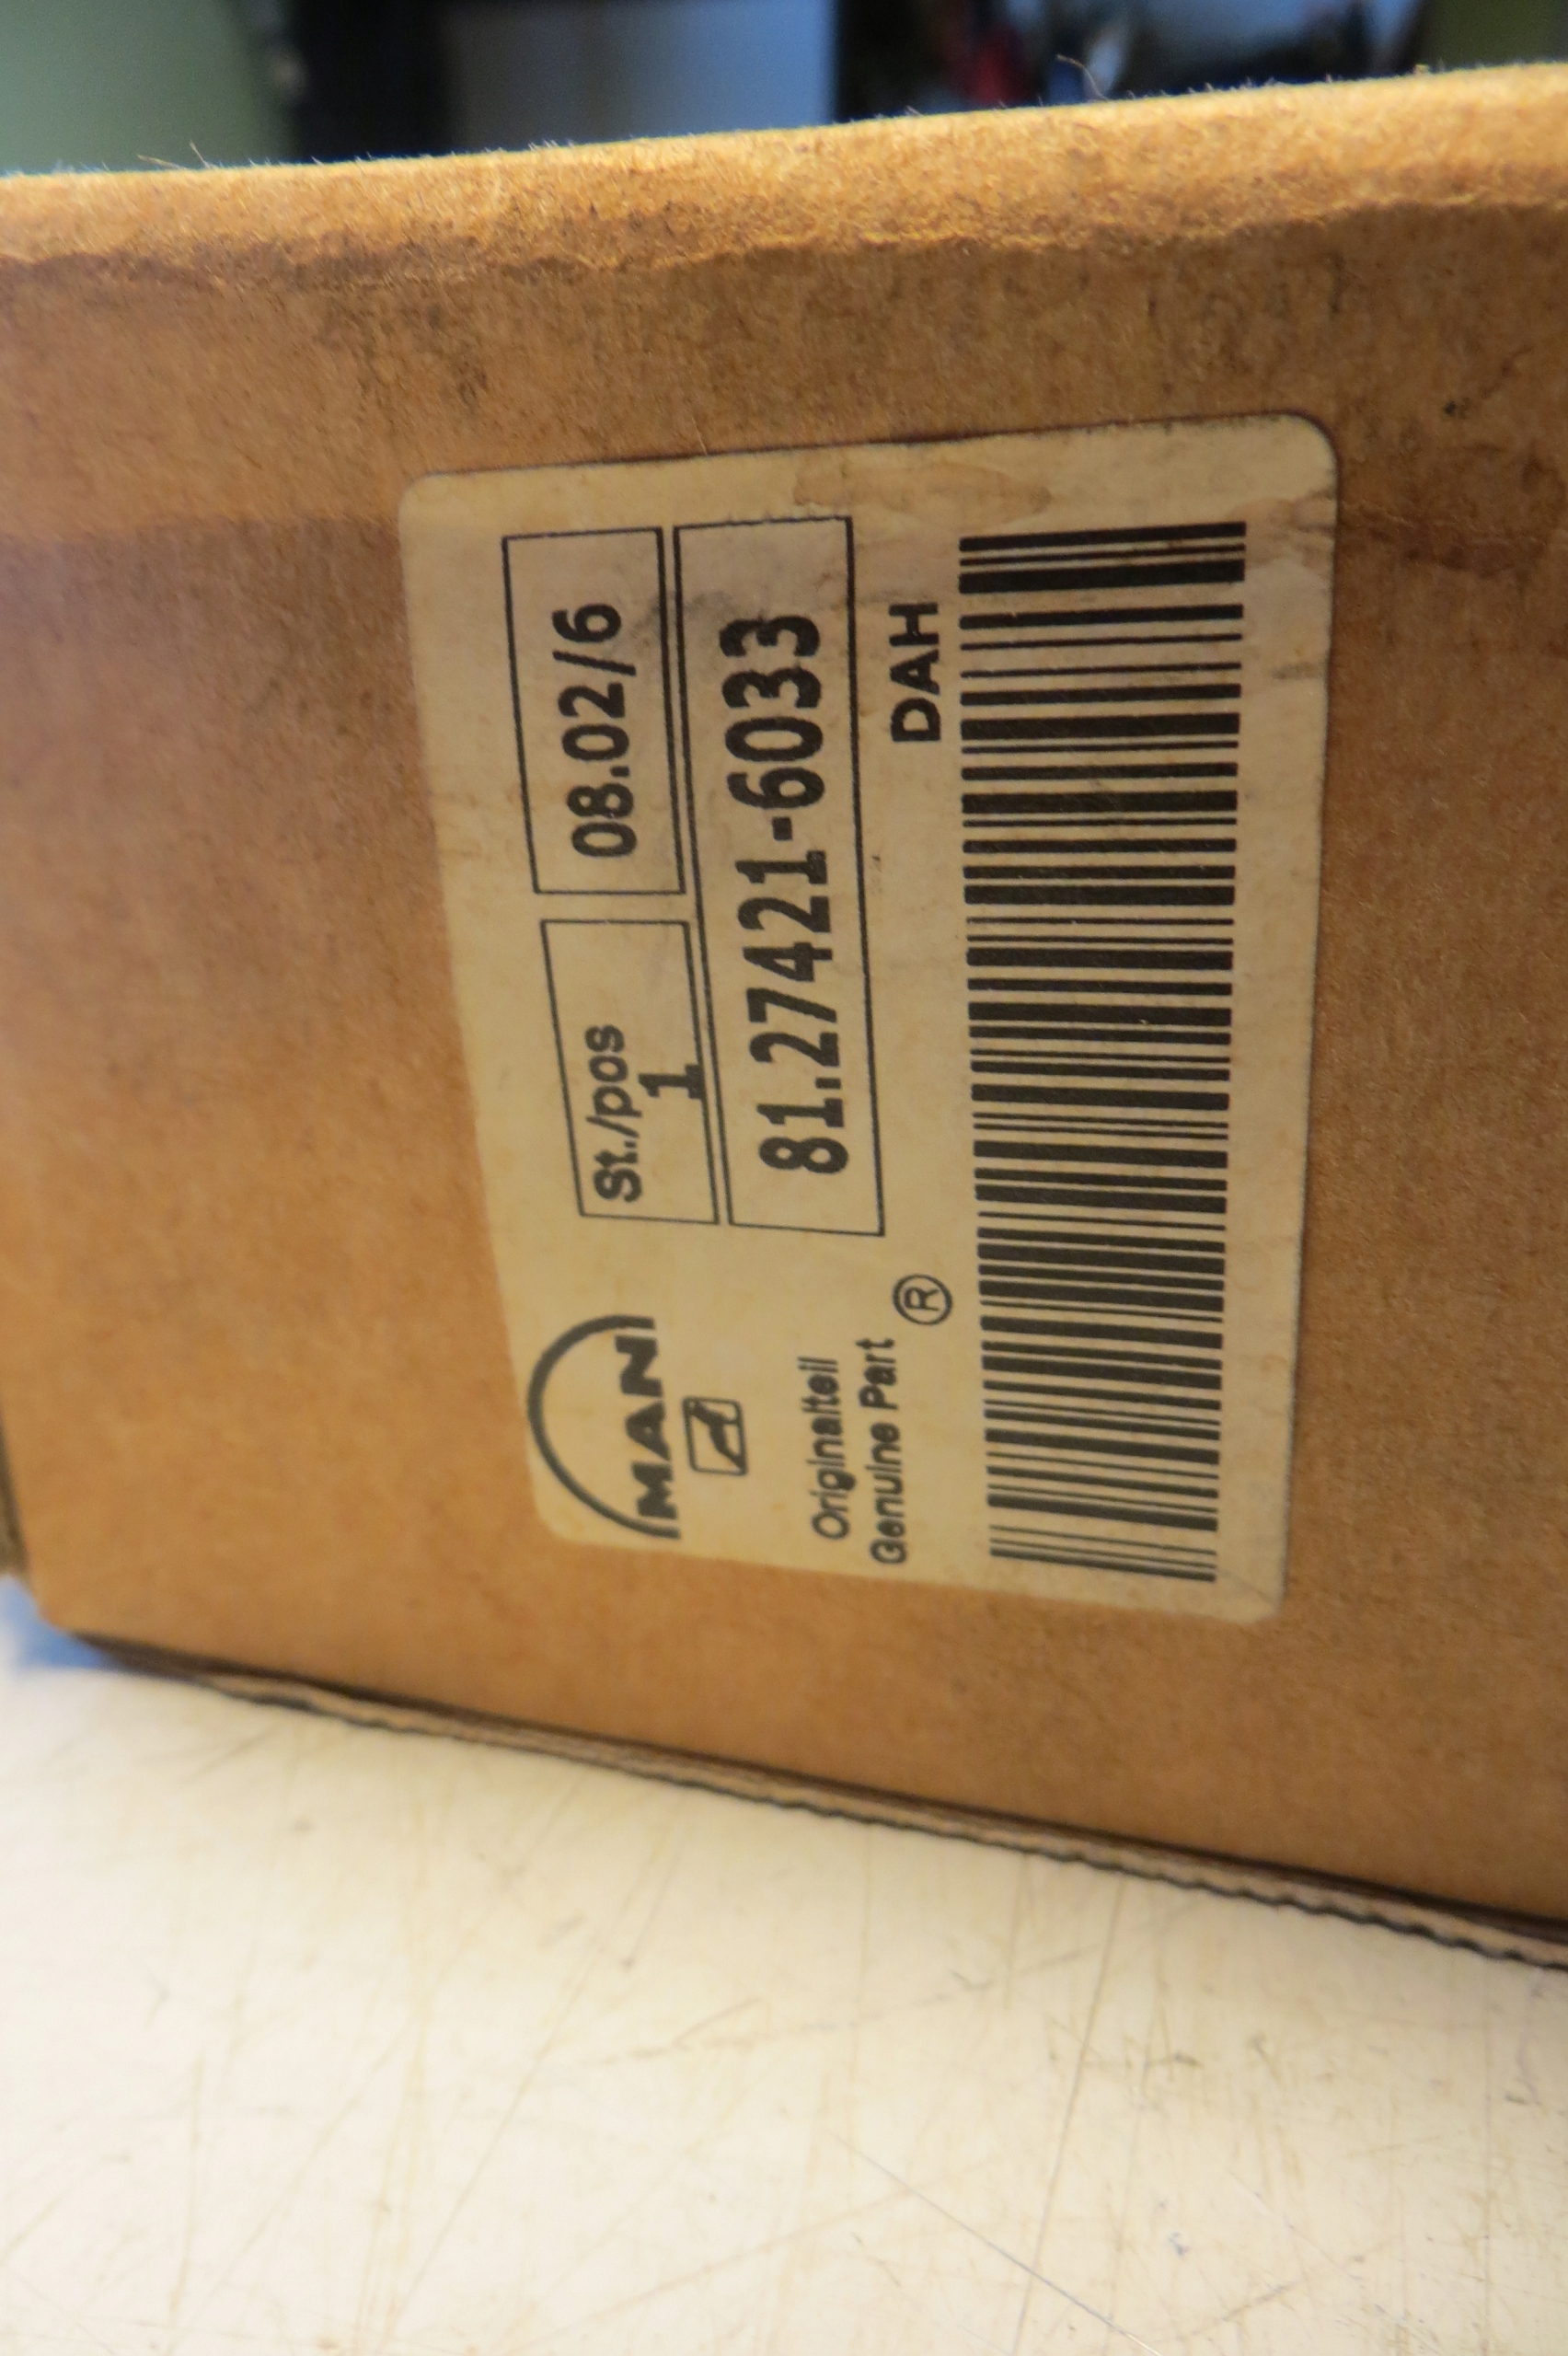 MAN
Originalteil
Genuine Part
®
St./pos
1
08.02/6
81.27421-6033
DAH